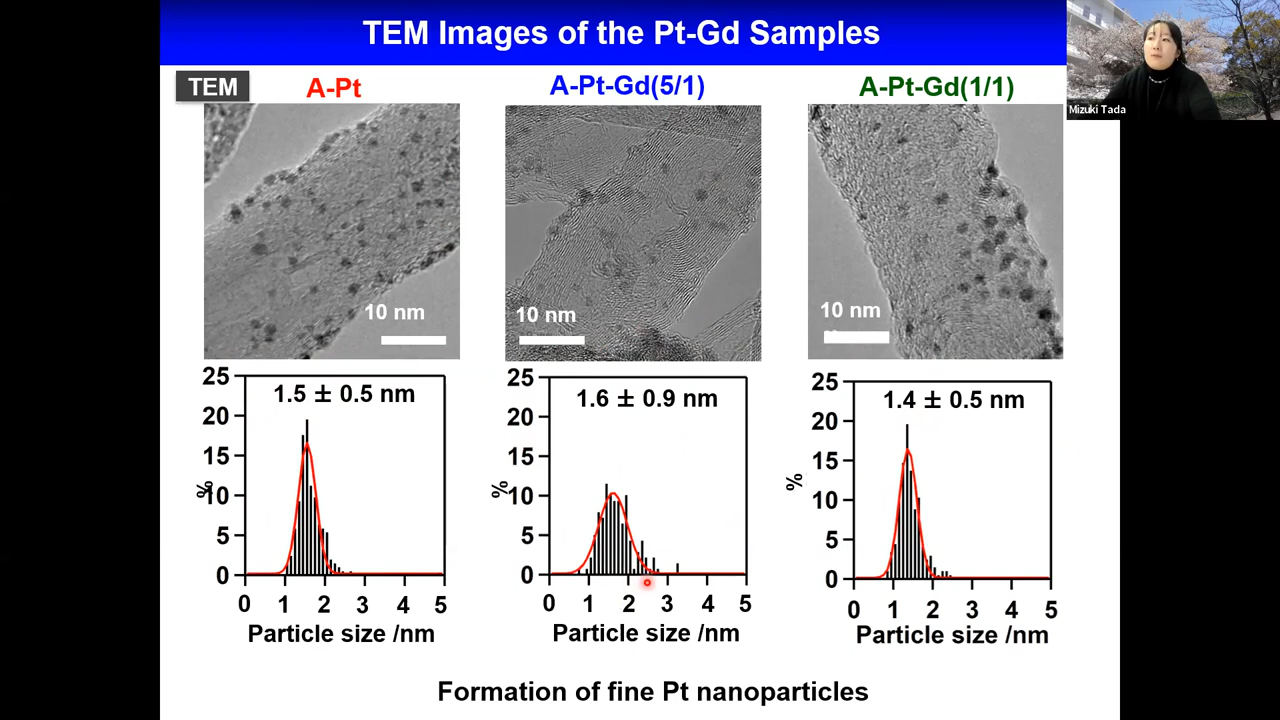 TEM Images of the Pt-Gd Samples
Mizuki Tada
TEM
A-Pt
A-Pt-Gd(5/1)
A-Pt-Gd(1/1)
10 nm
10 nm
10 nm
25
20
15
10
5
0
%
1.5 ± 0.5 nm
0 1 2 3 4 5
Particle size /nm
25
20
15
10
5
0
%
1.6 ± 0.9 nm
0 1 2 3 4 5
Particle size /nm
25
20
15
10
5
0
%
1.4 ± 0.5 nm
0 1 2 3 4 5
Particle size /nm
Formation of fine Pt nanoparticles